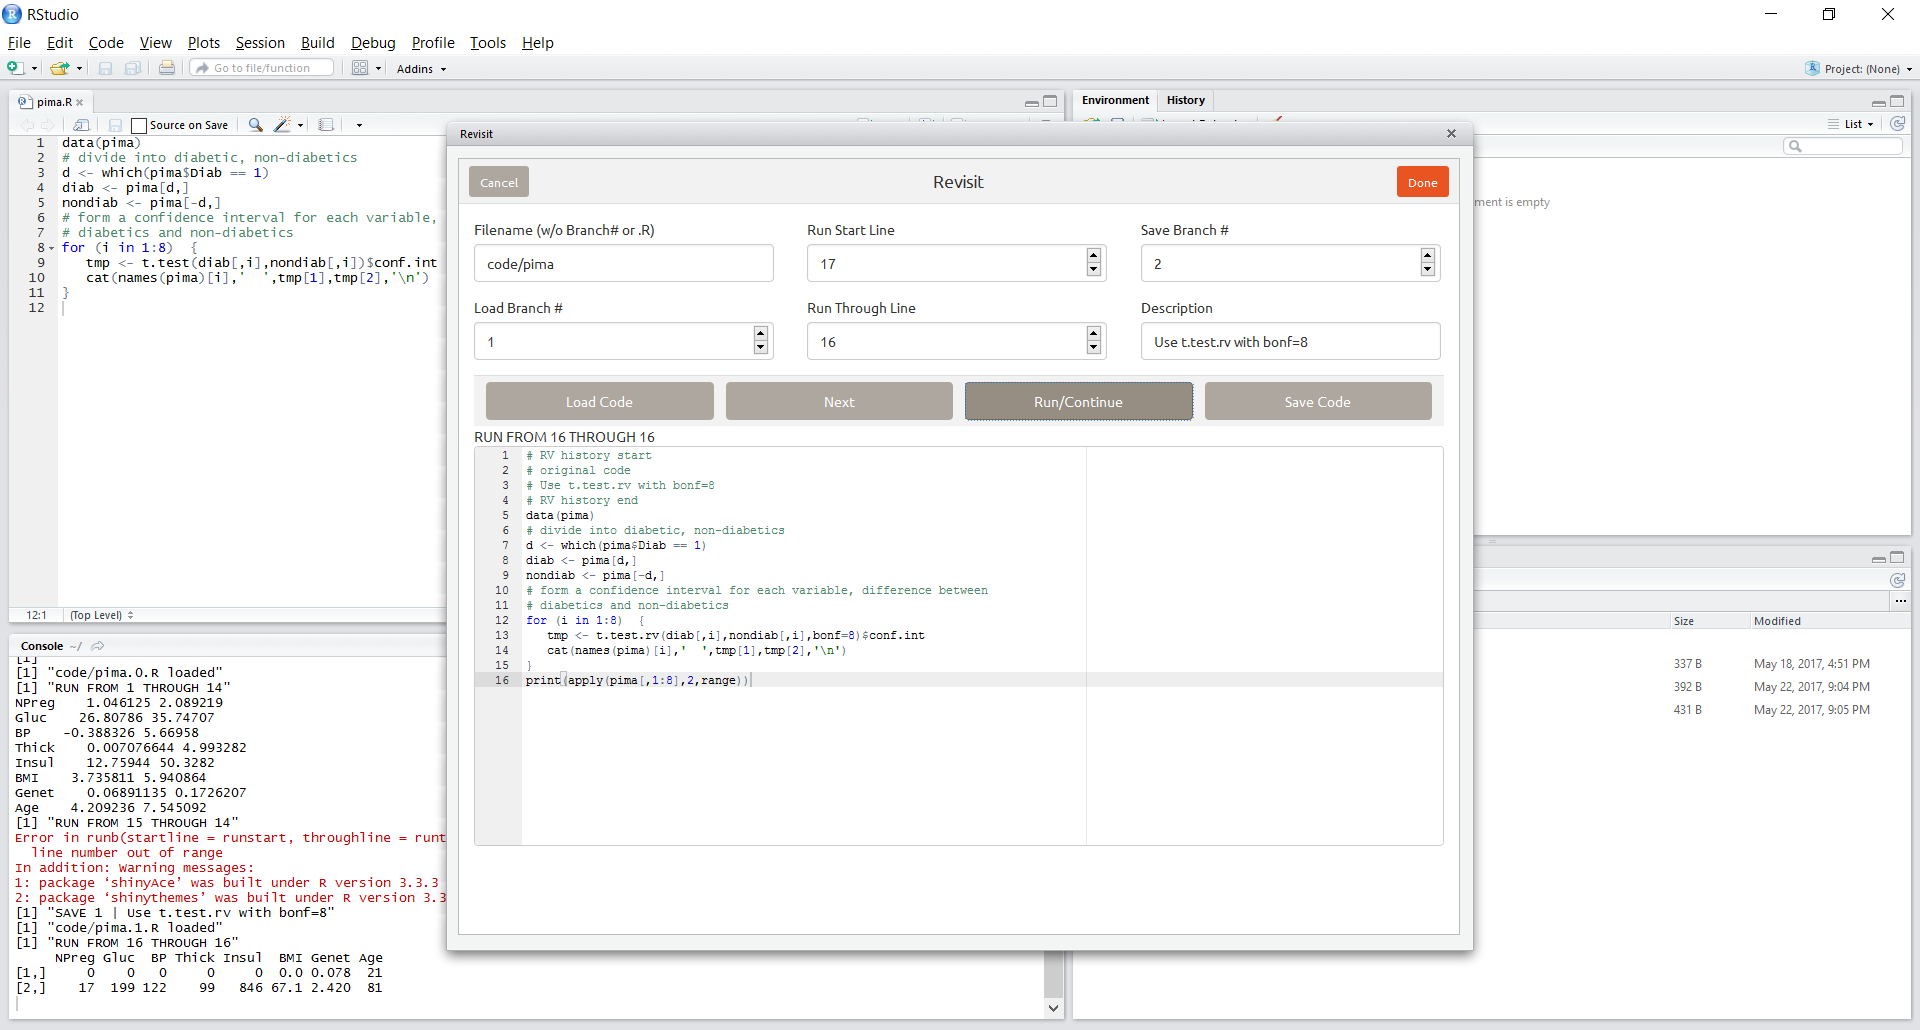 RStudio
File Edit Code View Plots Session Build Debug Profile Tools Help
Go to file/function Addins Project: (None)
pima.R
Source on Save
1 data(pima)
2 # divide into diabetic, non-diabetics
3 d <- which(pima$Diab == 1)
4 diab <- pima[d,]
5 nondiab <- pima[-d,]
6 # form a confidence interval for each variable,
7 # diabetics and non-diabetics
8 for (i in 1:8)  {
9 tmp <- t.test(diab[,i],nondiab[,i])$conf.int
10 cat(names(pima)[i],'  ',tmp[1],tmp[2],'\n')
11 }
12
12:1 (Top Level)
Console ~/
[1]
[1] "code/pima.0.R loaded"
[1] "RUN FROM 1 THROUGH 14"
NPreg    1.046125 2.089219
Gluc    26.80786 35.74707
BP    -0.388326 5.66958
Thick    0.007076644 4.993282
Insul    12.75944 50.3282
BMI    3.735811 5.940864
Genet    0.06891135 0.1726207
Age    4.209236 7.545092
[1] "RUN FROM 15 THROUGH 14"
Error in runb(startline = runstart, throughline = runt
line number out of range
In addition: Warning messages:
1: package ‘shinyAce’ was built under R version 3.3.3
2: package ‘shinythemes’ was built under R version 3.3
[1] "SAVE 1 | Use t.test.rv with bonf=8"
[1] "code/pima.1.R loaded"
[1] "RUN FROM 16 THROUGH 16"
NPreg Gluc  BP Thick Insul  BMI Genet Age
[1,]     0    0   0     0     0  0.0 0.078  21
[2,]    17  199 122    99   846 67.1 2.420  81
Revisit
Cancel Revisit Done
Filename (w/o Branch# or .R) Run Start Line Save Branch #
code/pima 17 2
Load Branch # Run Through Line Description
1 16 Use t.test.rv with bonf=8
Load Code Next Run/Continue Save Code
RUN FROM 16 THROUGH 16
1 # RV history start
2 # original code
3 # Use t.test.rv with bonf=8
4 # RV history end
5 data(pima)
6 # divide into diabetic, non-diabetics
7 d <- which(pima$Diab == 1)
8 diab <- pima[d,]
9 nondiab <- pima[-d,]
10 # form a confidence interval for each variable, difference between
11 # diabetics and non-diabetics
12 for (i in 1:8)  {
13 tmp <- t.test.rv(diab[,i],nondiab[,i],bonf=8)$conf.int
14 cat(names(pima)[i],'  ',tmp[1],tmp[2],'\n')
15 }
16 print(apply(pima[,1:8],2,range))
Environment History
List
ment is empty
Size Modified
337 B May 18, 2017, 4:51 PM
392 B May 22, 2017, 9:04 PM
431 B May 22, 2017, 9:05 PM